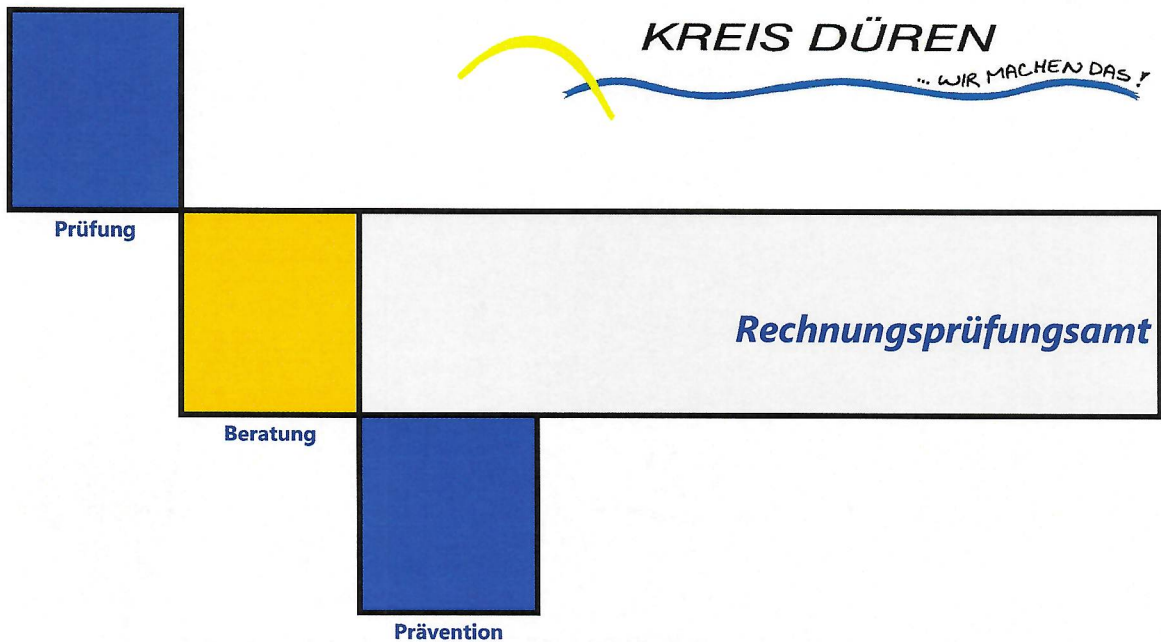 KREIS DÜREN
... WIR MACHEN DAS!
Prüfung
Rechnungsprüfungsamt
Beratung
Prävention